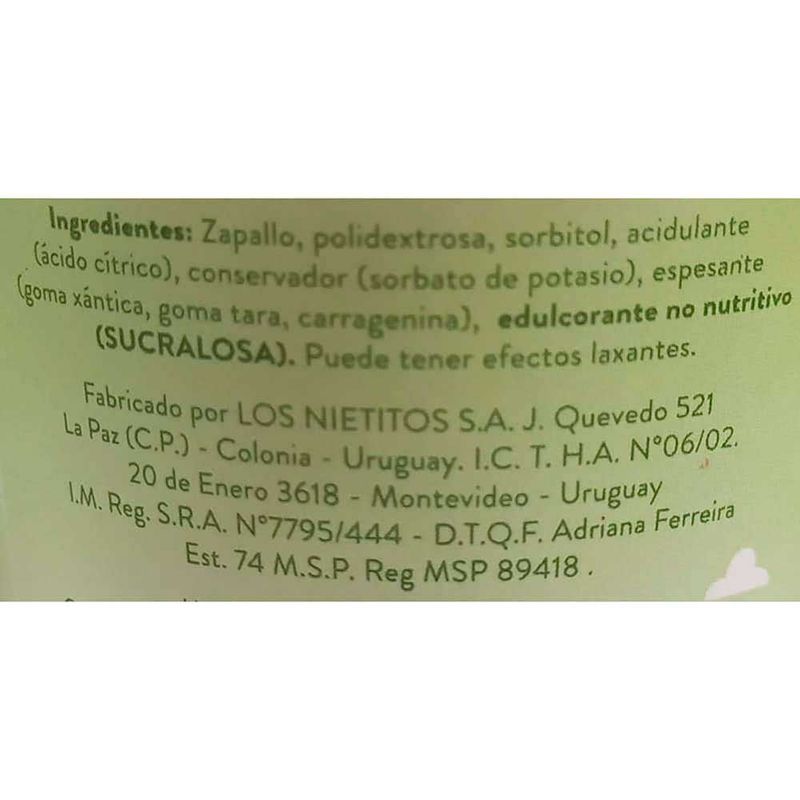 Ingredientes: Zapallo, polidextrosa, sorbitol, acidulante
(ácido cítrico), conservador (sorbato de potasio), espesante
(goma xántica, goma tara, carragenina), edulcorante no nutritivo
(SUCRALOSA). Puede tener efectos laxantes.
Fabricado por LOS NIETITOS S.A. J. Quevedo 521
La Paz (C.P.) - Colonia - Uruguay. I.C. T. H.A. N°06/02.
20 de Enero 3618 - Montevideo - Uruguay
I.M. Reg. S.R.A. N°7795/444 - D.T.Q.F. Adriana Ferreira
Est. 74 M.S.P. Reg MSP 89418 .